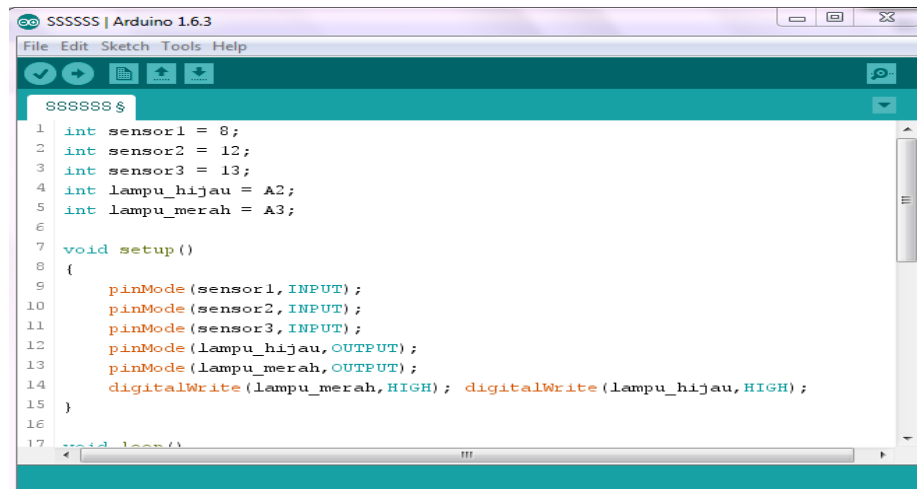 SSSSSS | Arduino 1.6.3
File Edit Sketch Tools Help
SSSSSS §
1 int sensor1 = 8;
2 int sensor2 = 12;
3 int sensor3 = 13;
4 int lampu_hijau = A2;
5 int lampu_merah = A3;
6
7 void setup()
8 {
9 pinMode(sensor1,INPUT);
10 pinMode(sensor2,INPUT);
11 pinMode(sensor3,INPUT);
12 pinMode(lampu_hijau,OUTPUT);
13 pinMode(lampu_merah,OUTPUT);
14 digitalWrite(lampu_merah,HIGH); digitalWrite(lampu_hijau,HIGH);
15 }
16
17 void loop()